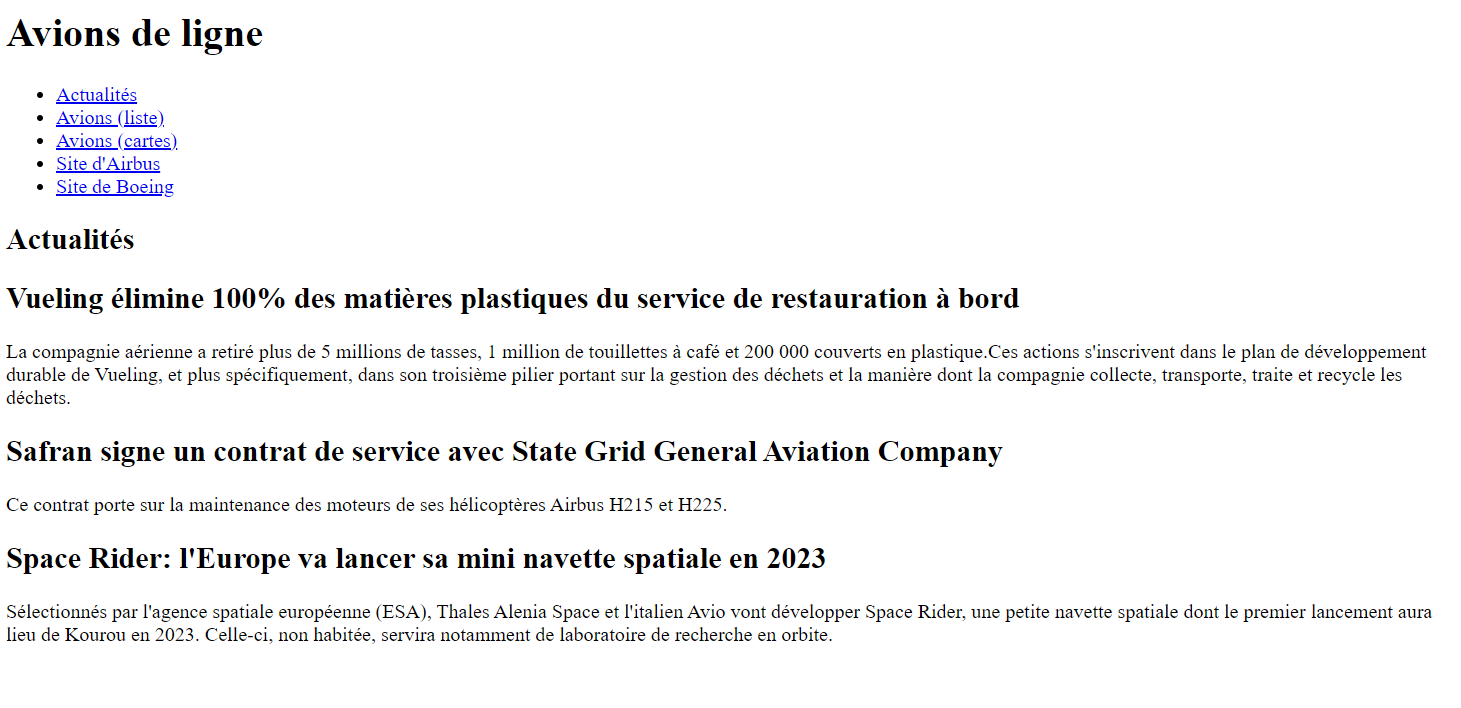 Avions de ligne
Actualités
Avions (liste)
Avions (cartes)
Site d'Airbus
Site de Boeing
Actualités
Vueling élimine 100% des matières plastiques du service de restauration à bord
La compagnie aérienne a retiré plus de 5 millions de tasses, 1 million de touillettes à café et 200 000 couverts en plastique.Ces actions s'inscrivent dans le plan de développement
durable de Vueling, et plus spécifiquement, dans son troisième pilier portant sur la gestion des déchets et la manière dont la compagnie collecte, transporte, traite et recycle les
déchets.
Safran signe un contrat de service avec State Grid General Aviation Company
Ce contrat porte sur la maintenance des moteurs de ses hélicoptères Airbus H215 et H225.
Space Rider: l'Europe va lancer sa mini navette spatiale en 2023
Sélectionnés par l'agence spatiale européenne (ESA), Thales Alenia Space et l'italien Avio vont développer Space Rider, une petite navette spatiale dont le premier lancement aura
lieu de Kourou en 2023. Celle-ci, non habitée, servira notamment de laboratoire de recherche en orbite.